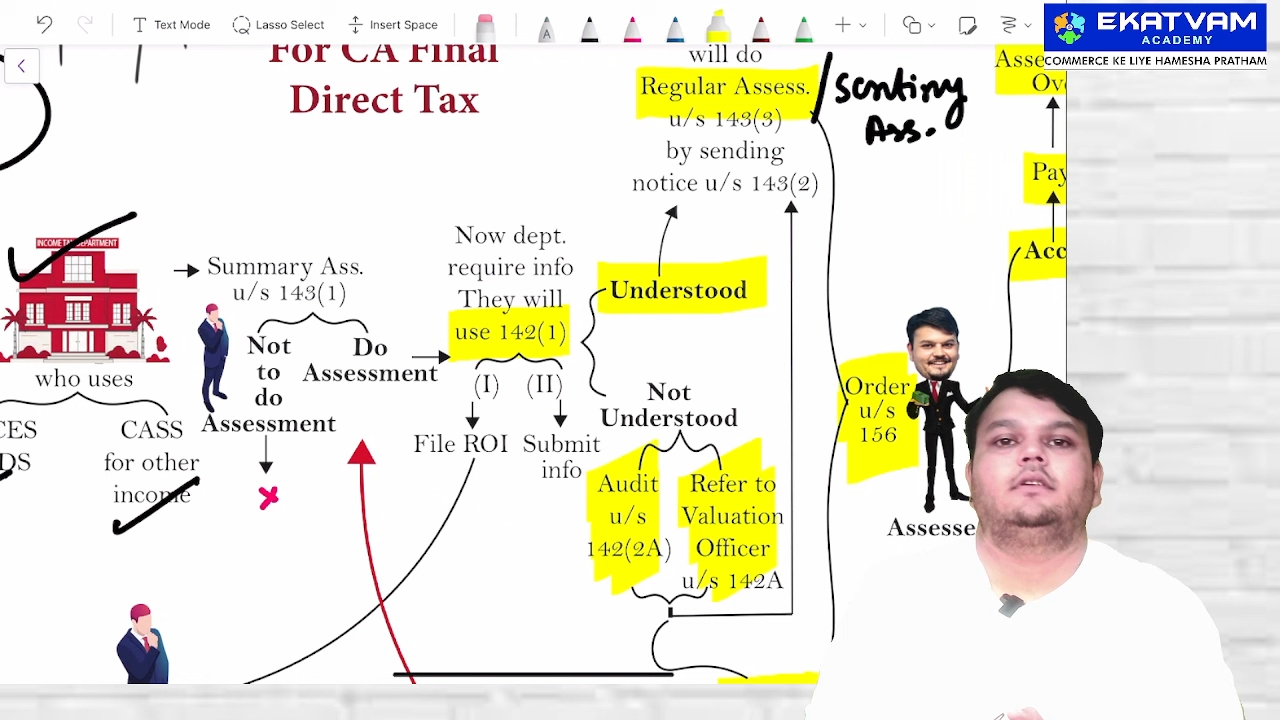 Text Mode
Lasso Select
Insert Space
EKATVAM
ACADEMY
COMMERCE KE LIYE HAMESHA PRATHAM
For CA Final
Direct Tax
will do
Regular Assess.
u/s 143(3)
by sending
notice u/s 143(2)
Ass.
Asse
Ov
Pay
Acc
INCOME TAX DEPARTMENT
who uses
CES
DS
CASS
for other
income
Summary Ass.
u/s 143(1)
Not
to
do
Assessment
Do
Assessment
Now dept.
require info
They will
use 142(1)
(I)
(II)
File ROI
Submit
info
Understood
Not
Understood
Audit
u/s
142(2A)
Refer to
Valuation
Officer
u/s 142A
Order
u/s
156
Assesse